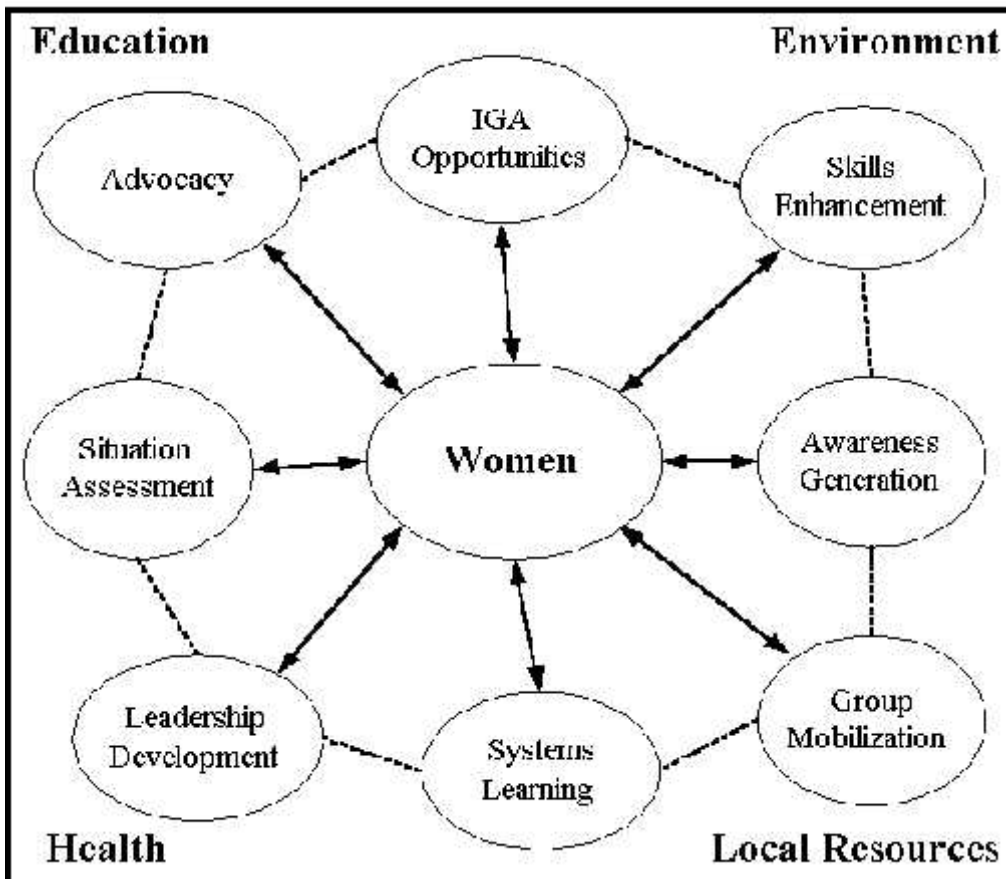 Education
Environment
IGA
Opportunities
Advocacy
Skills
Enhancement
Situation
Assessment
Women
Awareness
Generation
Leadership
Development
Systems
Learning
Group
Mobilization
Health
Local Resources